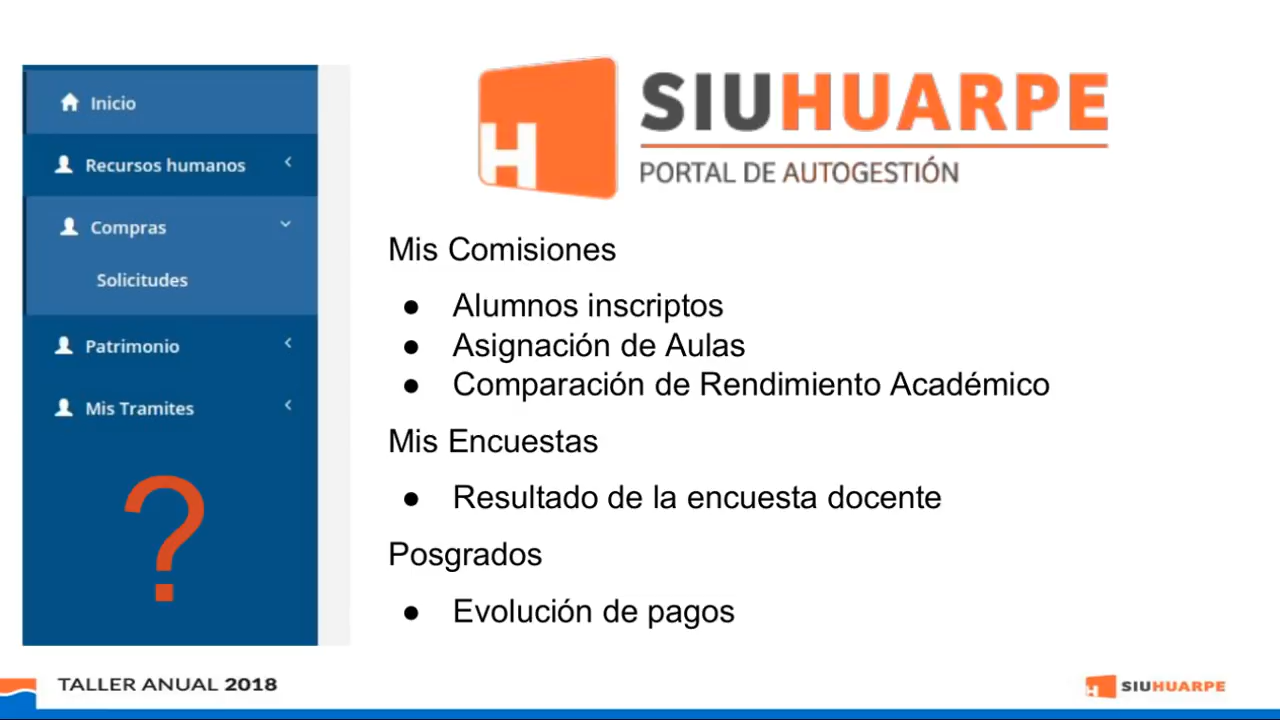 Inicio
Recursos humanos
Compras
Solicitudes
Patrimonio
Mis Tramites
?
H
SIUHUARPE
PORTAL DE AUTOGESTIÓN
Mis Comisiones
● Alumnos inscriptos
● Asignación de Aulas
● Comparación de Rendimiento Académico
Mis Encuestas
● Resultado de la encuesta docente
Posgrados
● Evolución de pagos
TALLER ANUAL 2018
H SIUHUARPE